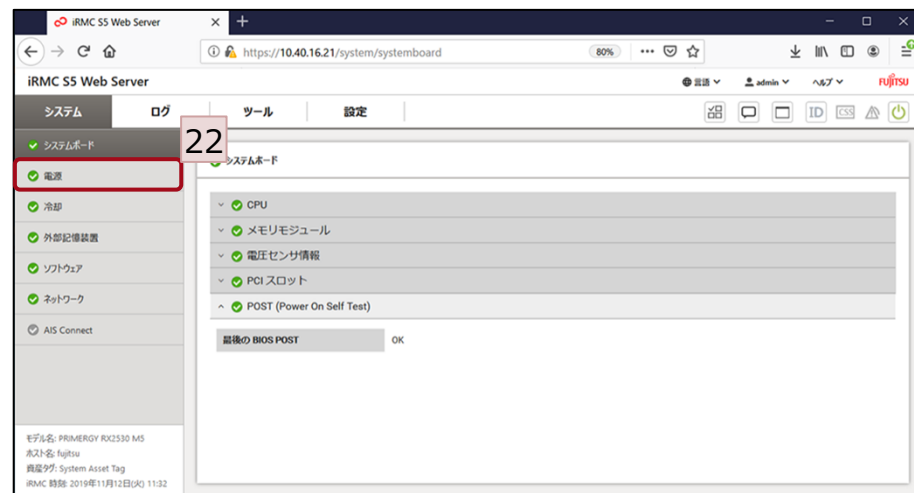 iRMC S5 Web Server
https://10.40.16.21/system/systemboard
80%
iRMC S5 Web Server
言語
admin
ヘルプ
FUJITSU
システム
ログ
ツール
設定
ID
CSS
22
システムボード
電源
冷却
外部記憶装置
ソフトウェア
ネットワーク
AIS Connect
システムボード
CPU
メモリモジュール
電圧センサ情報
PCI スロット
POST (Power On Self Test)
最後の BIOS POST
OK
モデル名: PRIMERGY RX2530 M5
ホスト名: fujitsu
資産タグ: System Asset Tag
iRMC 時刻: 2019年11月12日(火) 11:32